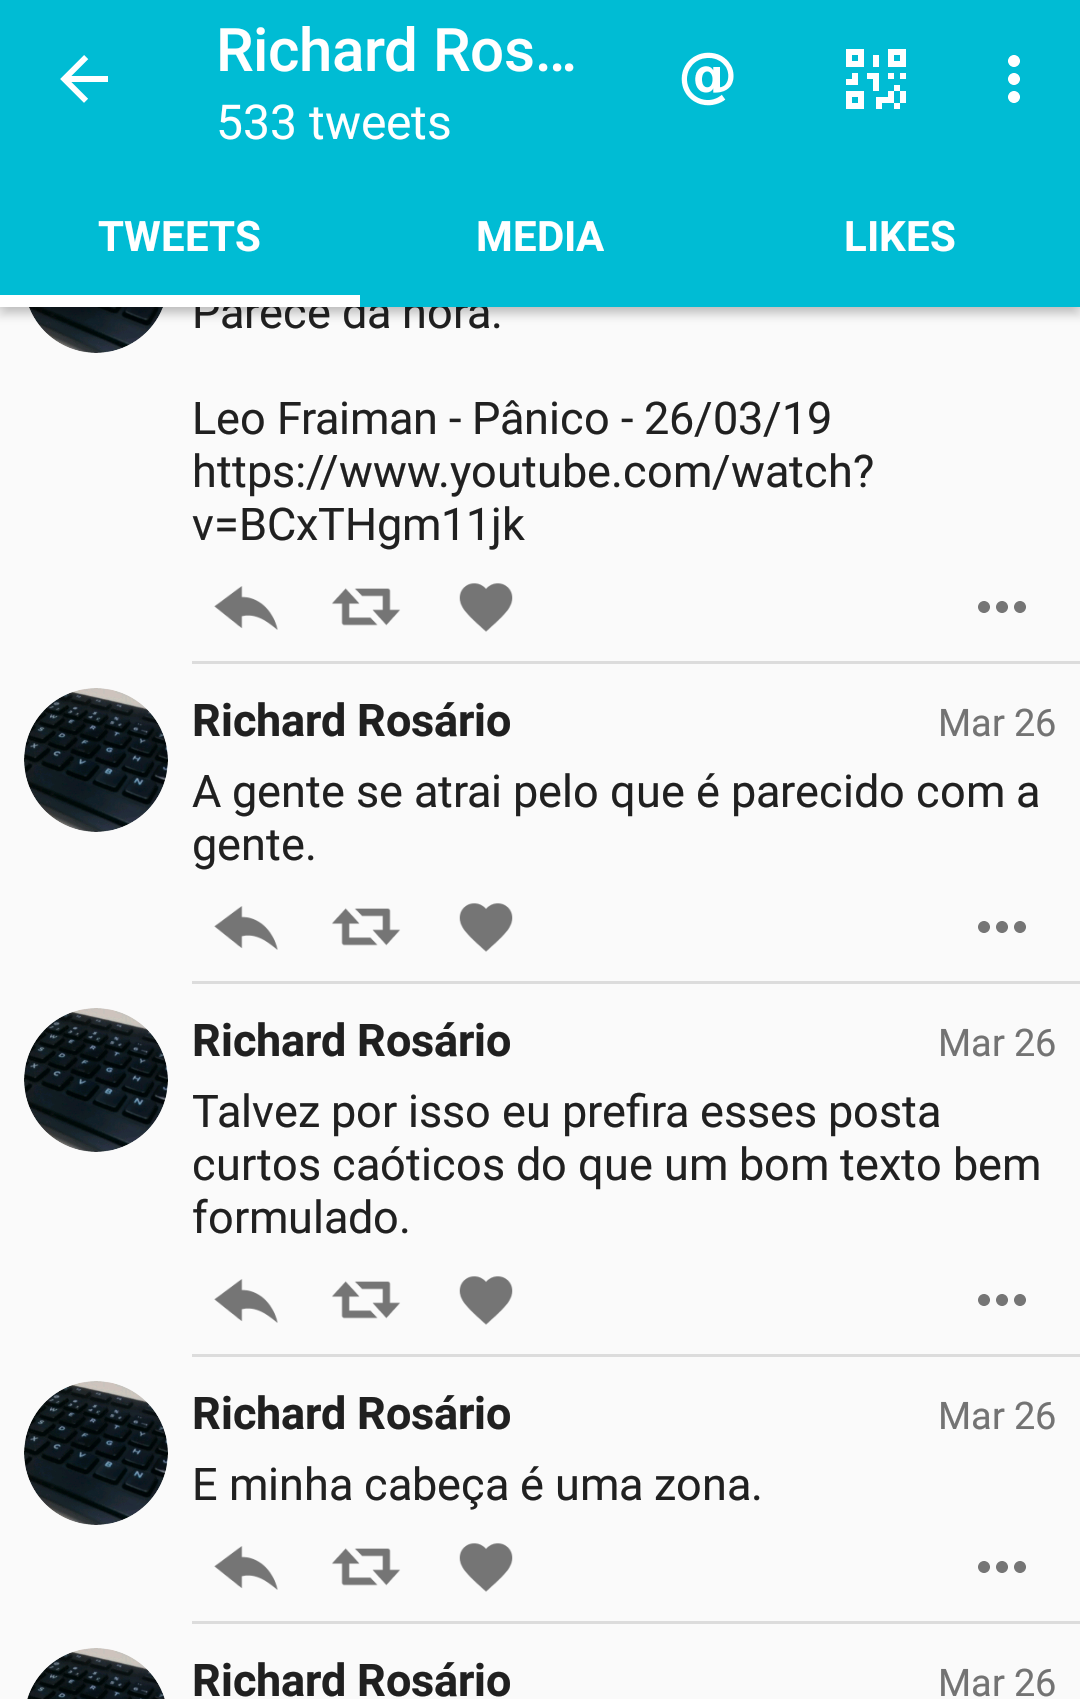 Richard Ros...
533 tweets
TWEETS
MEDIA
LIKES
Parece da hora.
Leo Fraiman - Pânico - 26/03/19
https://www.youtube.com/watch?
v=BCxTHgm11jk
Richard Rosário
Mar 26
A gente se atrai pelo que é parecido com a
gente.
Richard Rosário
Mar 26
Talvez por isso eu prefira esses posta
curtos caóticos do que um bom texto bem
formulado.
Richard Rosário
Mar 26
E minha cabeça é uma zona.
Richard Rosário
Mar 26